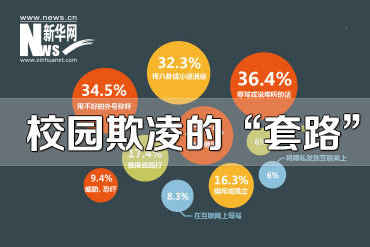 www.news.cn
新华网
NEWS
www.xinhuanet.com
32.3%
传八卦或小道消息
34.5%
用不好的外号称呼
36.4%
辱骂或说难听的话
校园欺凌的“套路”
17.4%
6%
将隐私发到互联网上
9.4%
威胁、恐吓
8.3%
16.3%
排斥或孤立
6%
在互联网上辱骂